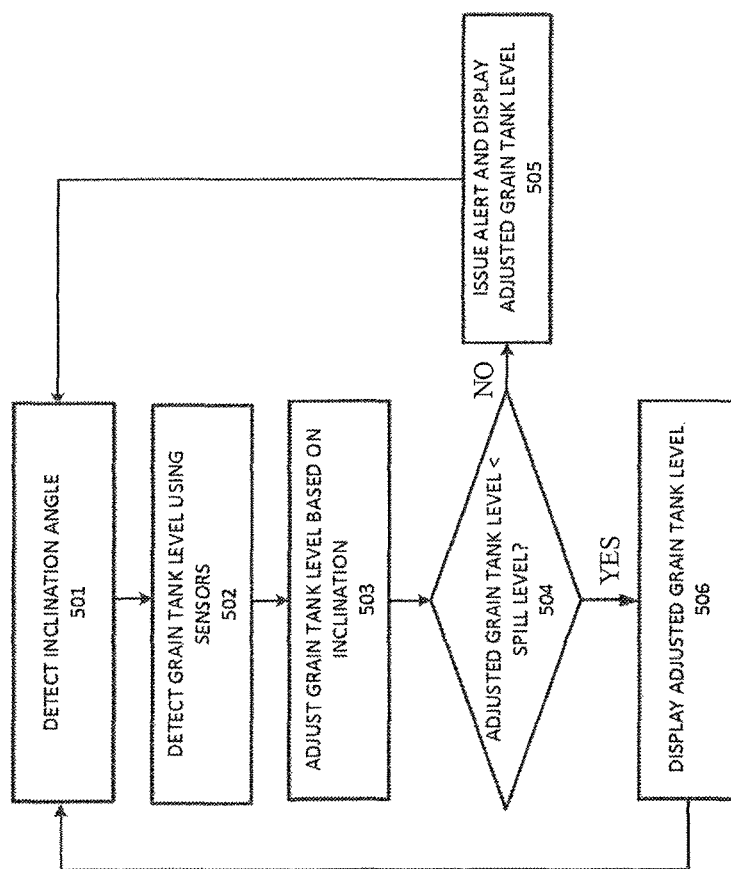 DETECT INCLINATION ANGLE
501
DETECT GRAIN TANK LEVEL USING
SENSORS
502
ADJUST GRAIN TANK LEVEL BASED ON
INCLINATION
503
ADJUSTED GRAIN TANK LEVEL <
SPILL LEVEL?
504
NO
ISSUE ALERT AND DISPLAY
ADJUSTED GRAIN TANK LEVEL
505
YES
DISPLAY ADJUSTED GRAIN TANK LEVEL.
506